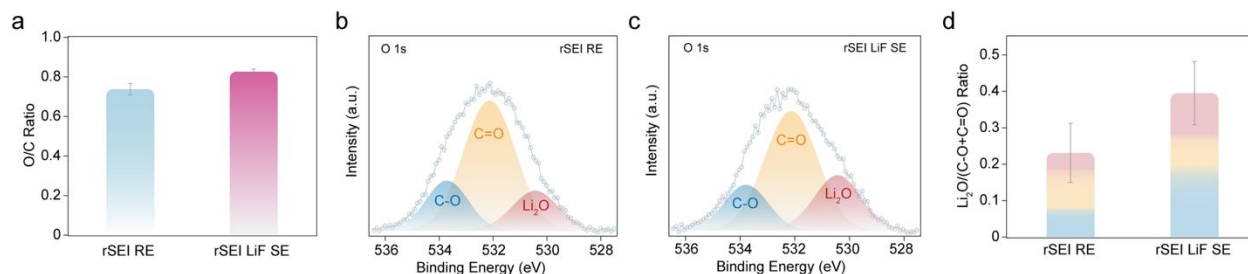 a
O/C Ratio
1.0
0.8
0.6
0.4
0.2
0
rSEI RE
rSEI LiF SE
b
O 1s
rSEI RE
Intensity (a.u.)
C=O
C-O
Li₂O
536
534
532
530
528
Binding Energy (eV)
c
O 1s
rSEI LiF SE
Intensity (a.u.)
C=O
C-O
Li₂O
536
534
532
530
528
Binding Energy (eV)
d
Li₂O/(C-O+C=O) Ratio
0.5
0.4
0.3
0.2
0.1
0
rSEI RE
rSEI LiF SE